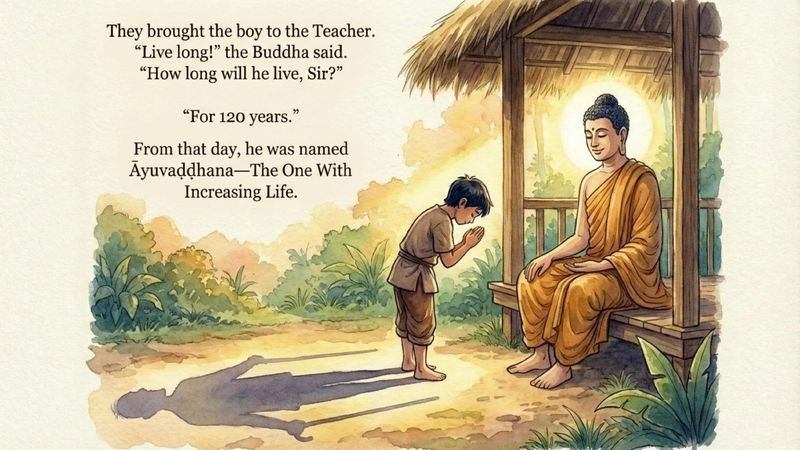 They brought the boy to the Teacher.
“Live long!” the Buddha said.
“How long will he live, Sir?”
“For 120 years.”
From that day, he was named
Āyuvaḍḍhana—The One With
Increasing Life.